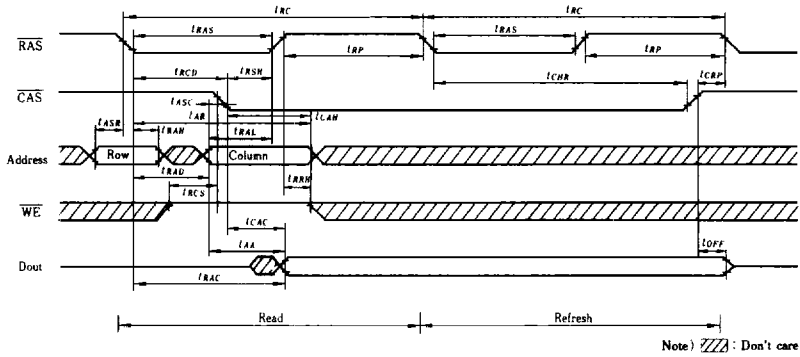 tRC tRC
RAS tRAS tRAS
tRP tRP
tRCD tRSH tCHR tCRP
CAS
tASC
tAR tCAH
tASR tRAH tRAL
Address Row Column
tRAD tRRH
tRCS
WE
tCAC
tAA tOFF
Dout
tRAC
Read Refresh
Note) : Don't care